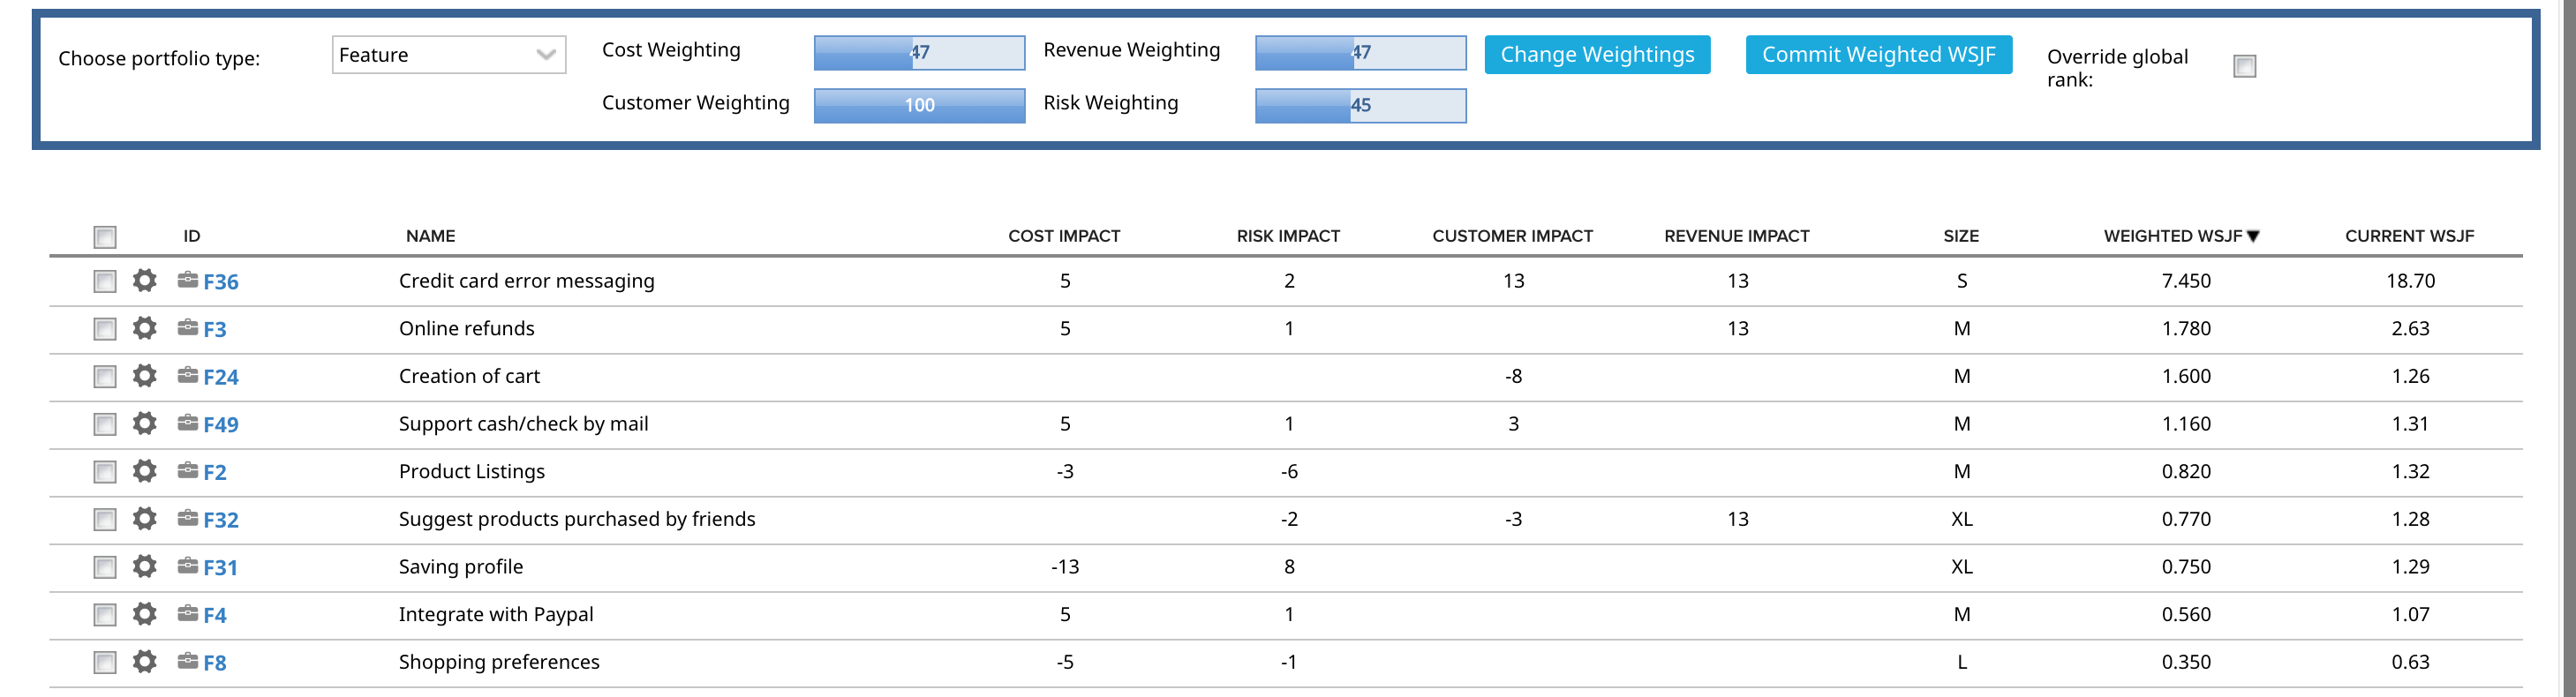 Choose portfolio type: Feature Cost Weighting 47 Revenue Weighting 47 Change Weightings Commit Weighted WSJF Override global rank:
Customer Weighting 100 Risk Weighting 45
ID NAME COST IMPACT RISK IMPACT CUSTOMER IMPACT REVENUE IMPACT SIZE WEIGHTED WSJF▼ CURRENT WSJF
F36 Credit card error messaging 5 2 13 13 S 7.450 18.70
F3 Online refunds 5 1 13 M 1.780 2.63
F24 Creation of cart -8 M 1.600 1.26
F49 Support cash/check by mail 5 1 3 M 1.160 1.31
F2 Product Listings -3 -6 M 0.820 1.32
F32 Suggest products purchased by friends -2 -3 13 XL 0.770 1.28
F31 Saving profile -13 8 XL 0.750 1.29
F4 Integrate with Paypal 5 1 M 0.560 1.07
F8 Shopping preferences -5 -1 L 0.350 0.63